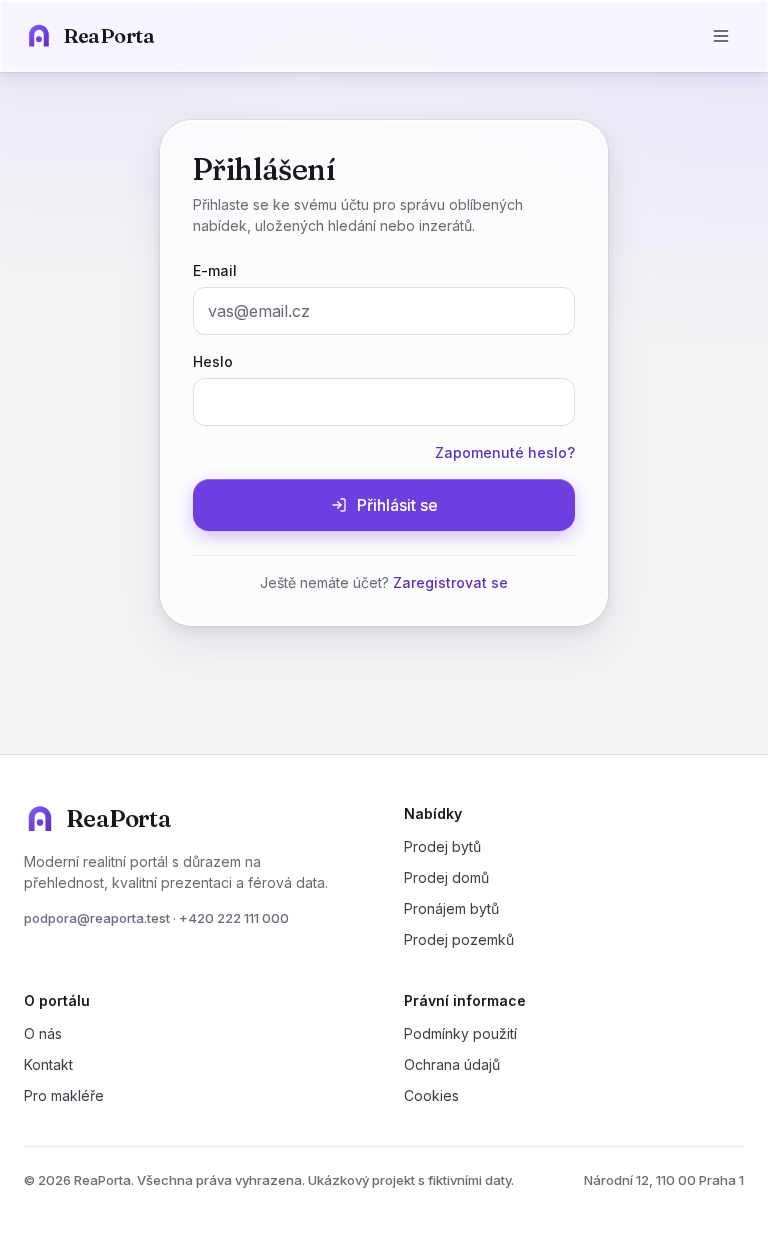 ReaPorta
Přihlášení
Přihlaste se ke svému účtu pro správu oblíbených
nabídek, uložených hledání nebo inzerátů.
E-mail
vas@email.cz
Heslo
Zapomenuté heslo?
Přihlásit se
Ještě nemáte účet? Zaregistrovat se
ReaPorta
Moderní realitní portál s důrazem na
přehlednost, kvalitní prezentaci a férová data.
podpora@reaporta.test · +420 222 111 000
Nabídky
Prodej bytů
Prodej domů
Pronájem bytů
Prodej pozemků
O portálu
O nás
Kontakt
Pro makléře
Právní informace
Podmínky použití
Ochrana údajů
Cookies
© 2026 ReaPorta. Všechna práva vyhrazena. Ukázkový projekt s fiktivními daty.
Národní 12, 110 00 Praha 1